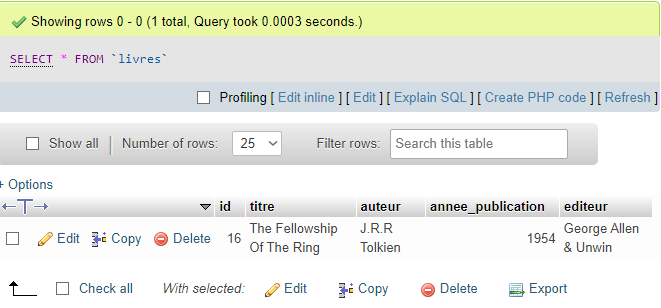 Showing rows 0 - 0 (1 total, Query took 0.0003 seconds.)
SELECT * FROM `livres`
Profiling [ Edit inline ] [ Edit ] [ Explain SQL ] [ Create PHP code ] [ Refresh ]
Show all Number of rows: 25 Filter rows: Search this table
+ Options
id titre auteur annee_publication editeur
Edit Copy Delete 16 The Fellowship J.R.R 1954 George Allen
Of The Ring Tolkien & Unwin
Check all With selected: Edit Copy Delete Export